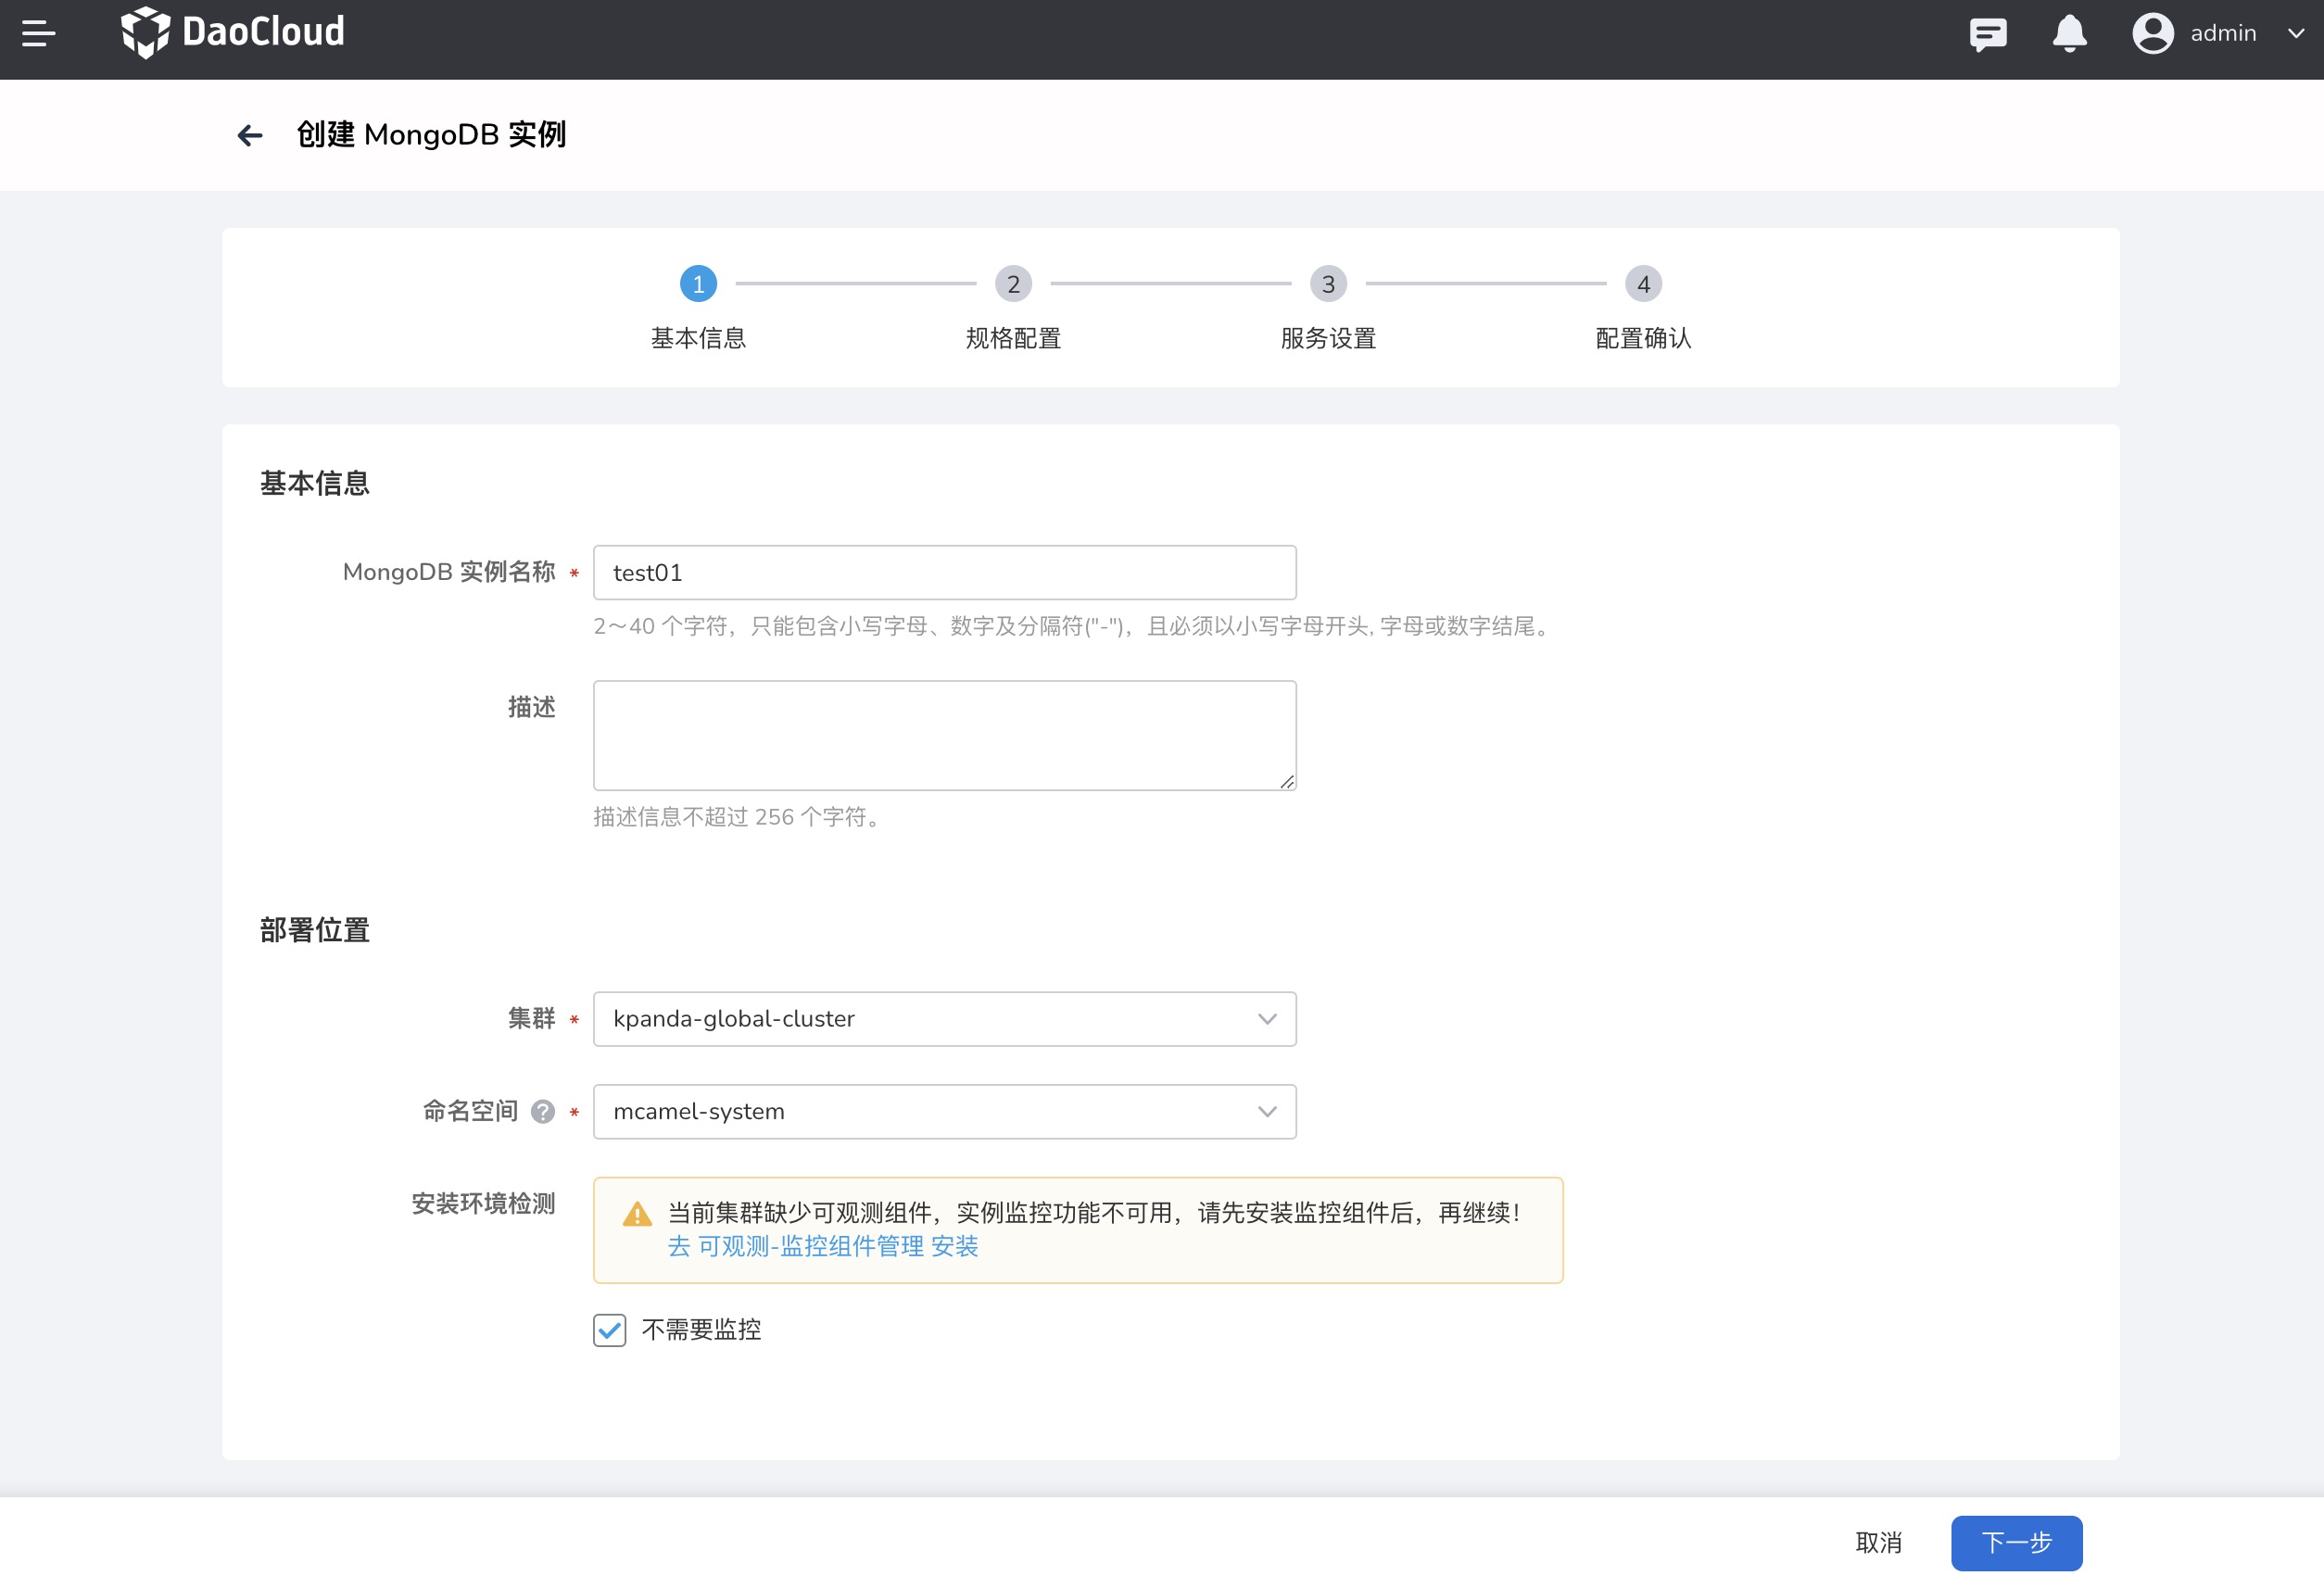 DaoCloud
admin
创建 MongoDB 实例
1
2
3
4
基本信息
规格配置
服务设置
配置确认
基本信息
MongoDB 实例名称 * test01
2～40 个字符，只能包含小写字母、数字及分隔符("-")，且必须以小写字母开头, 字母或数字结尾。
描述
描述信息不超过 256 个字符。
部署位置
集群 * kpanda-global-cluster
命名空间 ? * mcamel-system
安装环境检测
当前集群缺少可观测组件，实例监控功能不可用，请先安装监控组件后，再继续！
去 可观测-监控组件管理 安装
不需要监控
取消
下一步